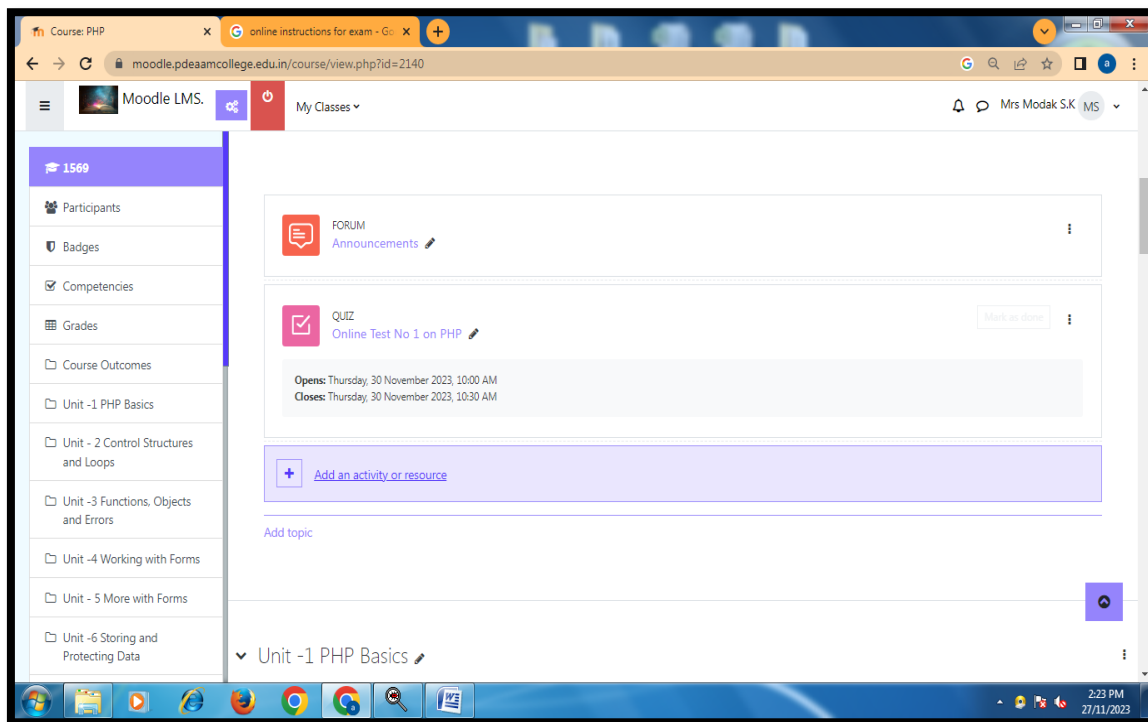 Course: PHP
online instructions for exam - Go
moodle.pdeaamcollege.edu.in/course/view.php?id=2140
a
Moodle LMS.
My Classes
Mrs Modak S.K MS
1569
Participants
Badges
Competencies
Grades
Course Outcomes
Unit -1 PHP Basics
Unit - 2 Control Structures
and Loops
Unit -3 Functions, Objects
and Errors
Unit -4 Working with Forms
Unit - 5 More with Forms
Unit -6 Storing and
Protecting Data
FORUM
Announcements
QUIZ
Online Test No 1 on PHP
Mark as done
Opens: Thursday, 30 November 2023, 10:00 AM
Closes: Thursday, 30 November 2023, 10:30 AM
Add an activity or resource
Add topic
Unit -1 PHP Basics
2:23 PM
27/11/2023